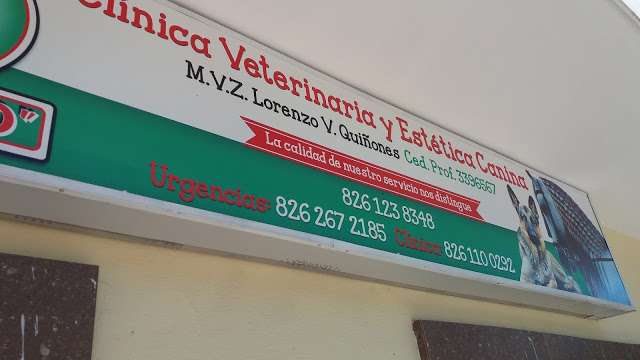 Clínica Veterinaria y Estética Canina
M.V.Z. Lorenzo V. Quiñones Ced. Prof. 3396567
La calidad de nuestro servicio nos distingue
826 123 8348
Urgencias: 826 267 2185 Clínica: 826 110 0292